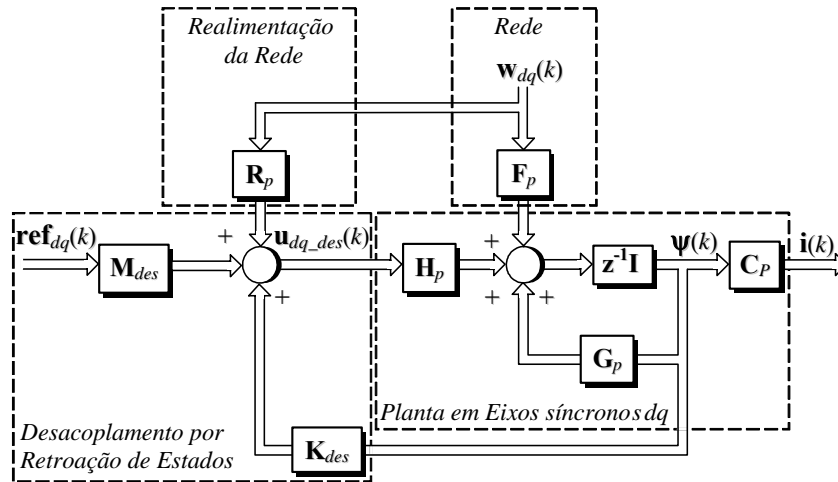 Realimentação
da Rede
Rede
w_dq(k)
R_p
F_p
ref_dq(k)
+
u_dq_des(k)
+
ψ(k)
i(k)
M_des
H_p
z⁻¹I
C_P
+
+
+
G_p
Planta em Eixos síncronos dq
Desacoplamento por
Retroação de Estados
K_des